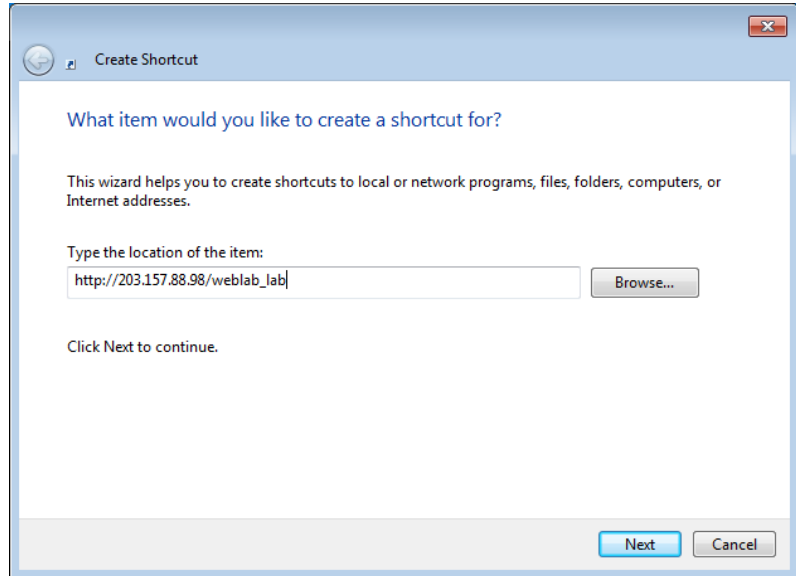 Create Shortcut
What item would you like to create a shortcut for?
This wizard helps you to create shortcuts to local or network programs, files, folders, computers, or
Internet addresses.
Type the location of the item:
http://203.157.88.98/weblab_lab
Browse...
Click Next to continue.
Next
Cancel